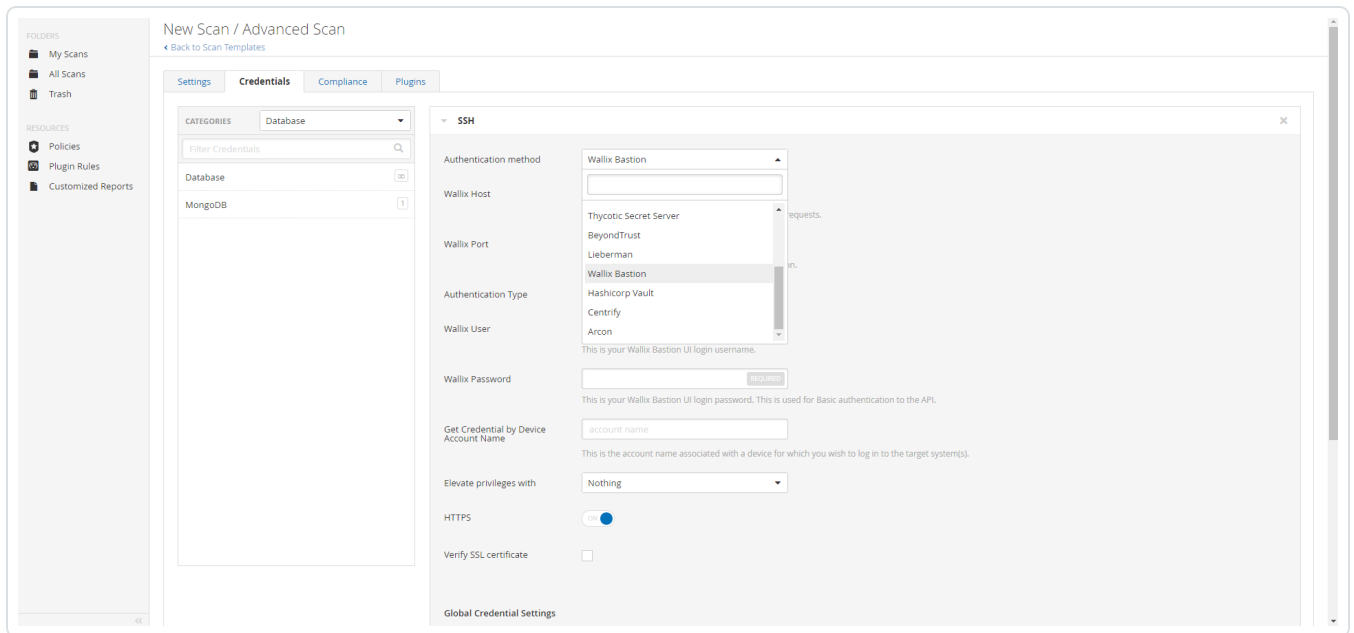 New Scan / Advanced Scan
Back to Scan Templates
FOLDERS
My Scans
All Scans
Trash
RESOURCES
Policies
Plugin Rules
Customized Reports
Settings Credentials Compliance Plugins
CATEGORIES Database
Filter Credentials
Database ∞
MongoDB 1
SSH
Authentication method Wallix Bastion
Wallix Host
Thycotic Secret Server
requests.
BeyondTrust
Wallix Port
Lieberman
Wallix Bastion
Authentication Type
Hashicorp Vault
Centrify
Wallix User
Arcon
This is your Wallix Bastion UI login username.
Wallix Password REQUIRED
This is your Wallix Bastion UI login password. This is used for Basic authentication to the API.
Get Credential by Device
Account Name
account name
This is the account name associated with a device for which you wish to log in to the target system(s).
Elevate privileges with Nothing
HTTPS ON
Verify SSL certificate
Global Credential Settings